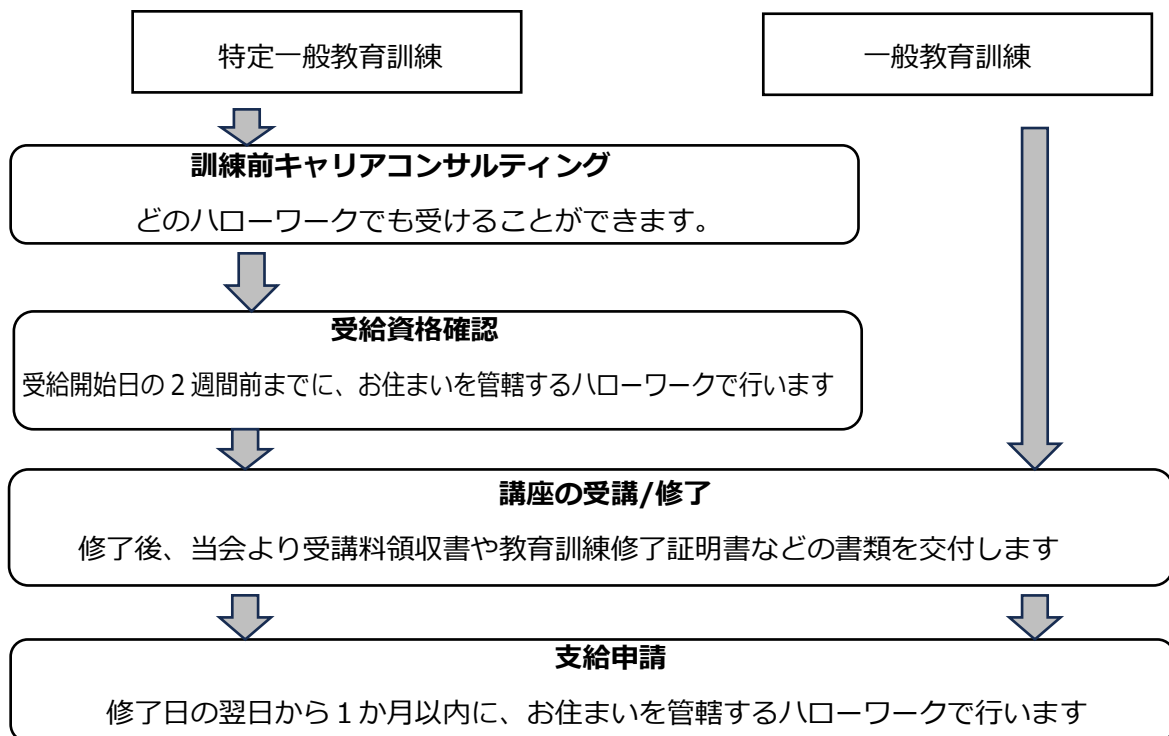 特定一般教育訓練
一般教育訓練
訓練前キャリアコンサルティング
どのハローワークでも受けることができます。
受給資格確認
受給開始日の２週間前までに、お住まいを管轄するハローワークで行います
講座の受講/修了
修了後、当会より受講料領収書や教育訓練修了証明書などの書類を交付します
支給申請
修了日の翌日から１か月以内に、お住まいを管轄するハローワークで行います